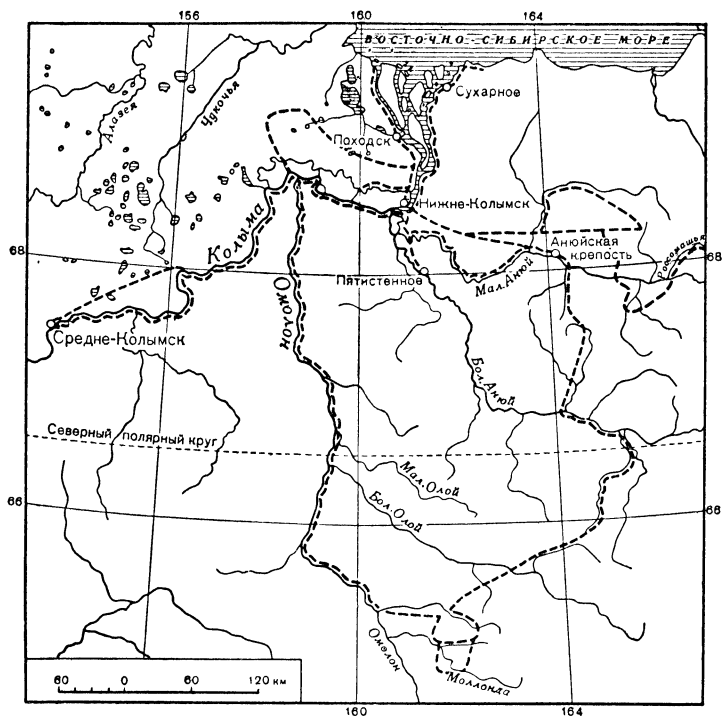 156 160 164
ВОСТОЧНО-СИБИРСКОЕ МОРЕ
Сухарное
Алазея
Чукочья
Походск
Нижне-Колымск
Колыма
Анюйская
крепость
68 68
Россомашья
Пятистенное
Мал. Анюй
Омолон
Средне-Колымск
Бол. Анюй
Северный полярный круг
Мал. Олой
Бол. Олой
66 66
Омолон
Моллонда
60 0 60 120 км
160 164